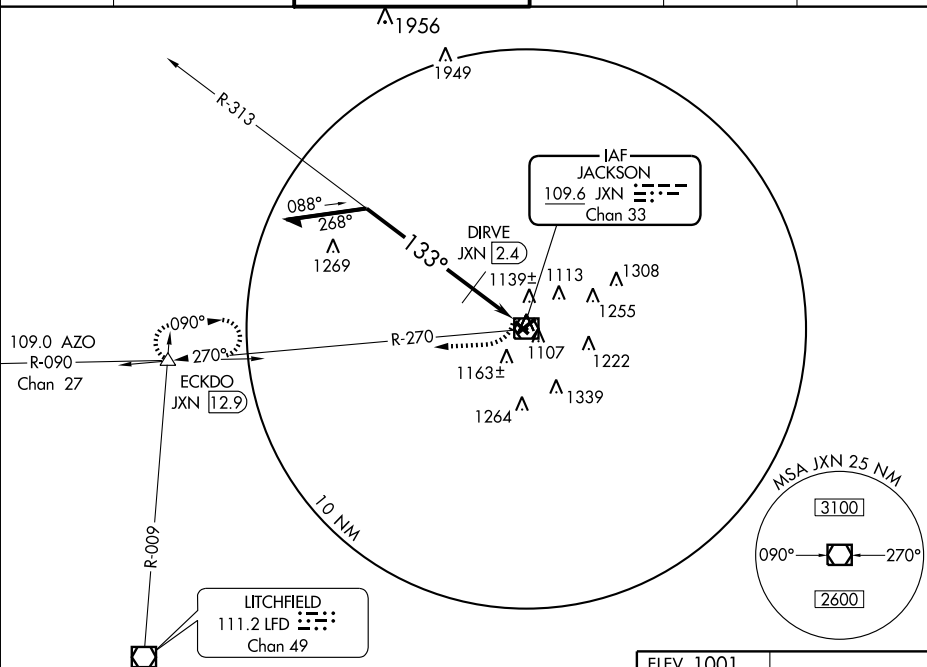 1956
1949
R-313
IAF
JACKSON
109.6 JXN
Chan 33
088°
268°
1269
133°
DIRVE
JXN 2.4
1139±
1113
1308
1255
090°
109.0 AZO
R-090
Chan 27
270°
R-270
1107
1222
1163±
ECKDO
JXN 12.9
1339
1264
MSA JXN 25 NM
3100
090°
270°
2600
10 NM
R-009
LITCHFIELD
111.2 LFD
Chan 49
ELEV 1001